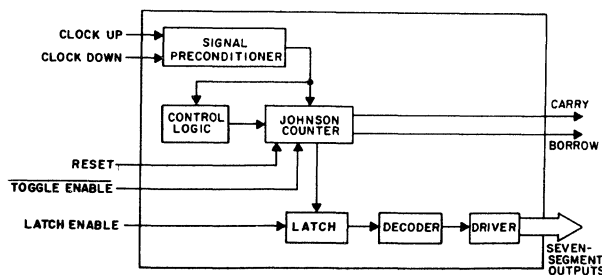 CLOCK UP
CLOCK DOWN
SIGNAL
PRECONDITIONER
CONTROL
LOGIC
JOHNSON
COUNTER
CARRY
BORROW
RESET
TOGGLE ENABLE
LATCH ENABLE
LATCH
DECODER
DRIVER
SEVEN-
SEGMENT
OUTPUTS